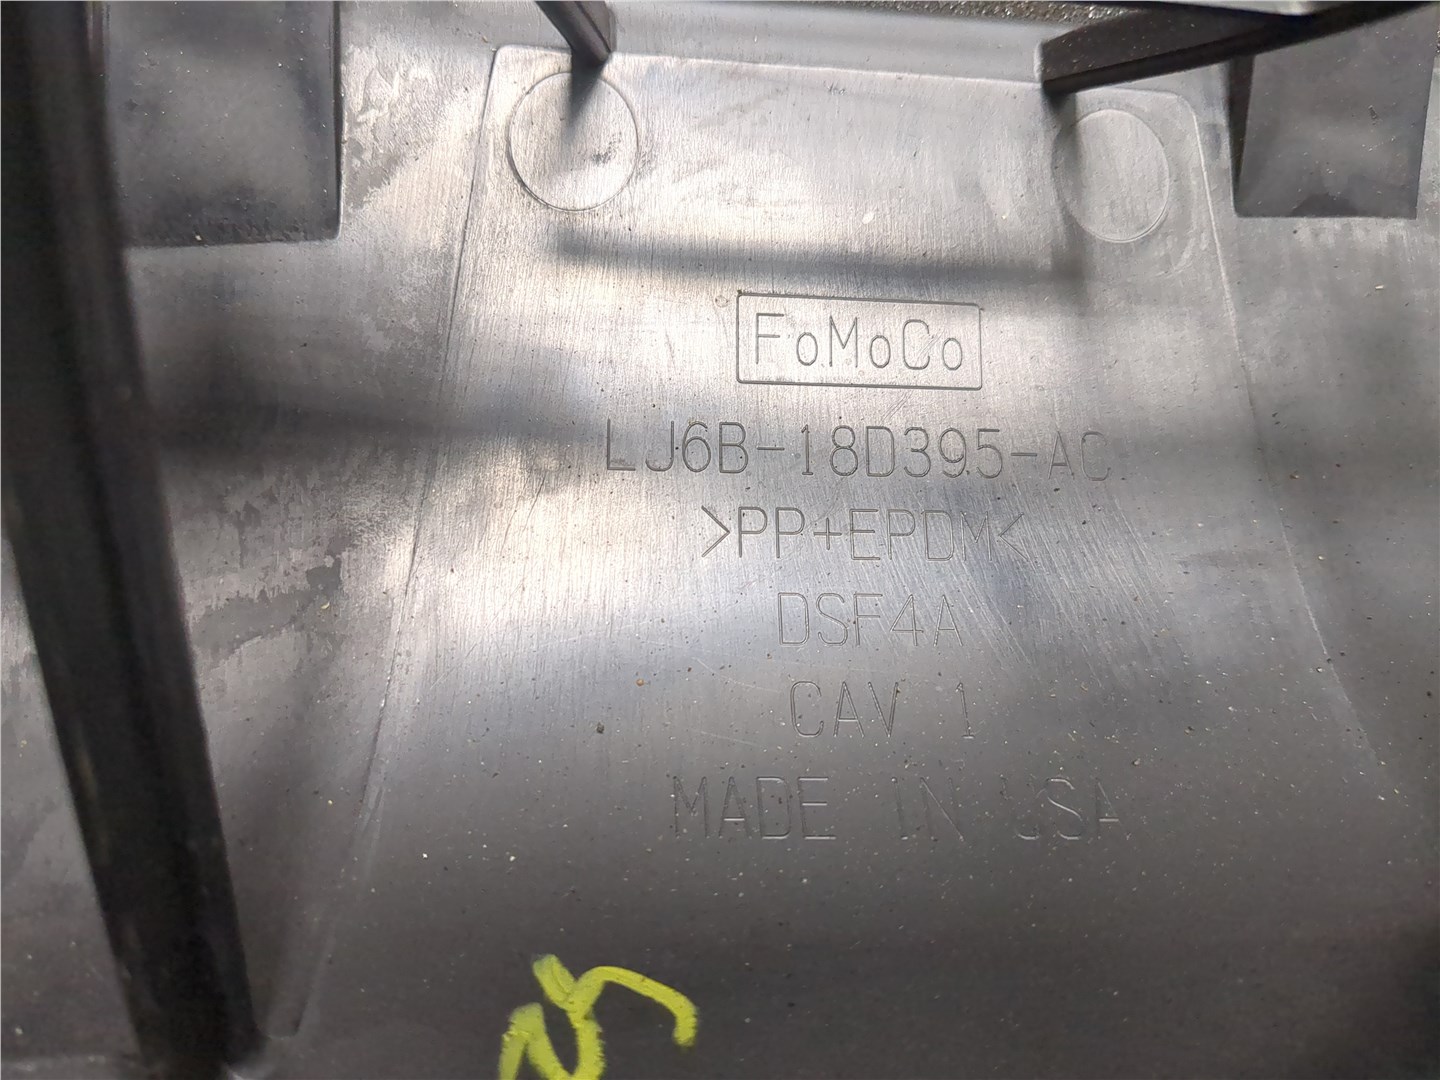 FoMoCo
LJ6B-18D395-AC
>PP+EPDM<
DSF4A
CAV 1
MADE IN USA